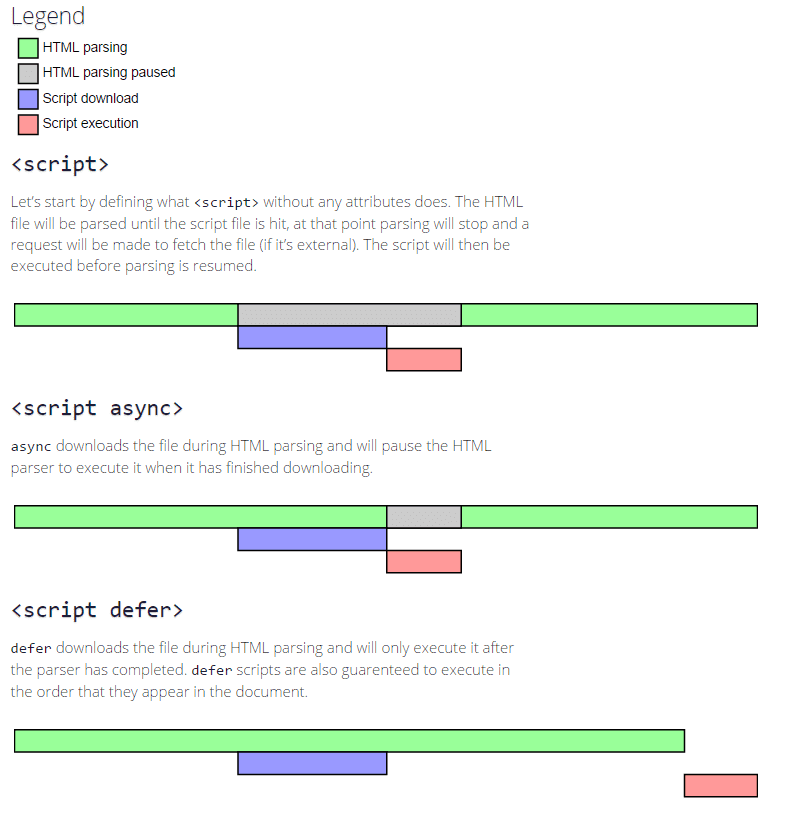 Legend
HTML parsing
HTML parsing paused
Script download
Script execution
<script>
Let's start by defining what <script> without any attributes does. The HTML
file will be parsed until the script file is hit, at that point parsing will stop and a
request will be made to fetch the file (if it's external). The script will then be
executed before parsing is resumed.
<script async>
async downloads the file during HTML parsing and will pause the HTML
parser to execute it when it has finished downloading.
<script defer>
defer downloads the file during HTML parsing and will only execute it after
the parser has completed. defer scripts are also guarenteed to execute in
the order that they appear in the document.